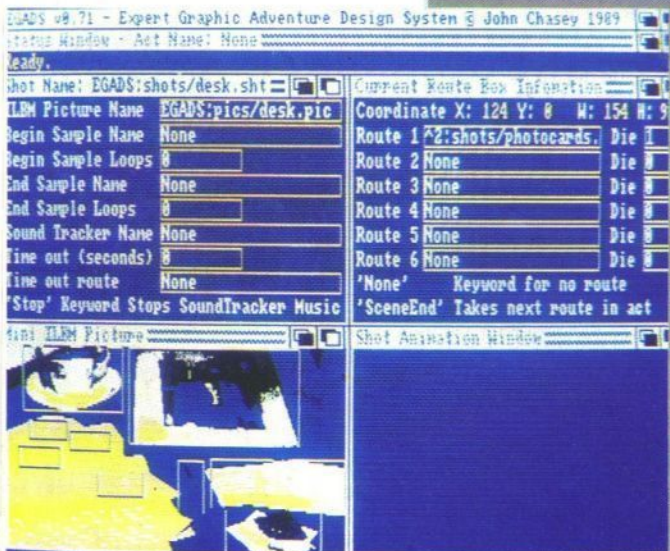 EGADS v0.71 - Expert Graphic Adventure Design System © John Chasey 1989
Status Window - Act Name: None
Ready.
Shot Name: EGADS:shots/desk.sht
ILBM Picture Name EGADS:pics/desk.pic
Begin Sample Name None
Begin Sample Loops 0
End Sample Name None
End Sample Loops 0
Sound Tracker Name None
Time out (seconds) 0
Time out route None
'Stop' Keyword Stops SoundTracker Music
Current Route Box Infomation
Coordinate X: 124 Y: 8 W: 154 H:
Route 1 ^2:shots/photocards. Die 1
Route 2 None Die 0
Route 3 None Die 0
Route 4 None Die 0
Route 5 None Die 0
Route 6 None Die 0
'None' Keyword for no route
'SceneEnd' Takes next route in act
Mini ILBM Picture
Shot Animation Window